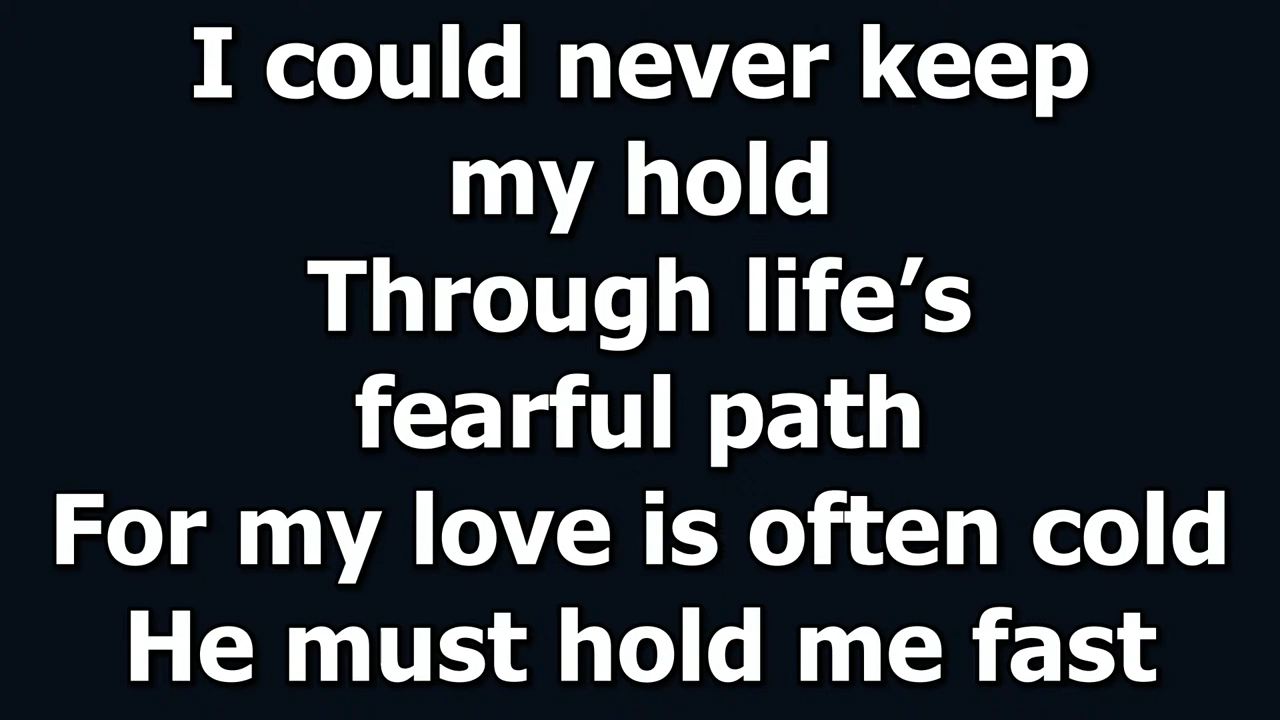 I could never keep
my hold
Through life’s
fearful path
For my love is often cold
He must hold me fast